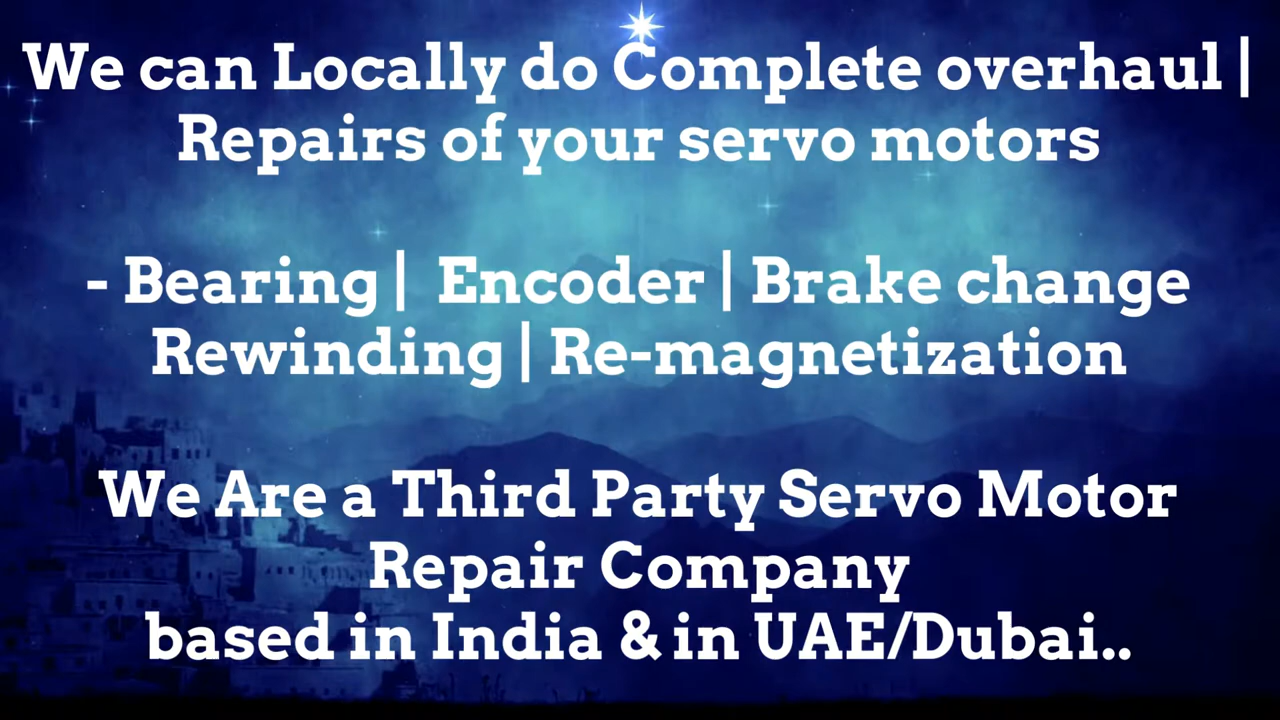 We can Locally do Complete overhaul |
Repairs of your servo motors
- Bearing | Encoder | Brake change
Rewinding | Re-magnetization
We Are a Third Party Servo Motor
Repair Company
based in India & in UAE/Dubai..